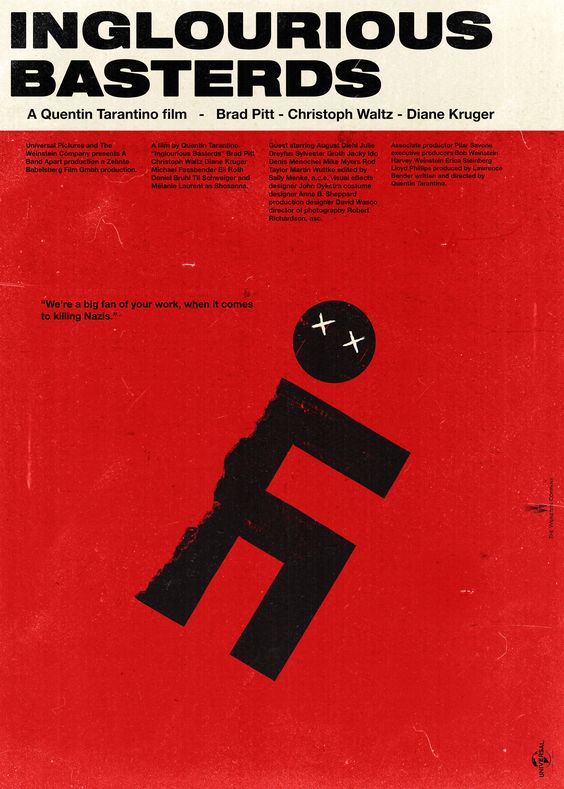 INGLOURIOUS
BASTERDS
A Quentin Tarantino film - Brad Pitt - Christoph Waltz - Diane Kruger
Universal Pictures and The
Weinstein Company presents A
Band Apart production a Zehnte
Babelsberg Film Gmbh production.
A film by Quentin Tarantino
"Inglourious Basterds" Brad Pitt
Christoph Waltz Diane Kruger
Michael Fassbender Eli Roth
Daniel Bruhl Til Schweiger and
Mélanie Laurent as Shosanna.
Guest starring August Diehl Julie
Dreyfus Sylvester Groth Jacky Ido
Denis Menochet Mike Myers Rod
Taylor Martin Wuttke edited by
Sally Menke, a.c.e. visual effects
designer John Dykstra costume
designer Anna B. Sheppard
production designer David Wasco
director of photography Robert
Richardson, asc.
Associate productor Pilar Savone
executive producers Bob Weinstein
Harvey Weinstein Erica Steinberg
Lloyd Phillips produced by Lawrence
Bender written and directed by
Quentin Tarantino.
“We're a big fan of your work, when it comes
to killing Nazis.”
THE WEINSTEIN COMPANY
UNIVERSAL